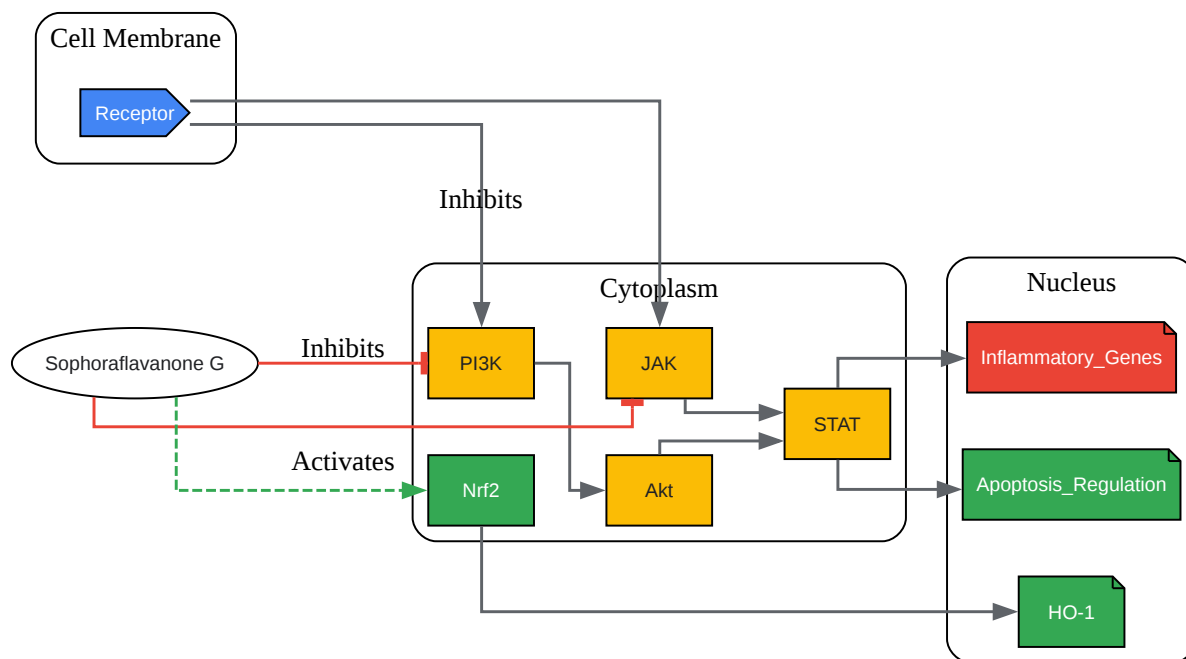 Cell Membrane
Receptor
Inhibits
Cytoplasm
Nucleus
Sophoraflavanone G
Inhibits
PI3K
JAK
Inflammatory_Genes
STAT
Activates
Nrf2
Akt
Apoptosis_Regulation
HO-1